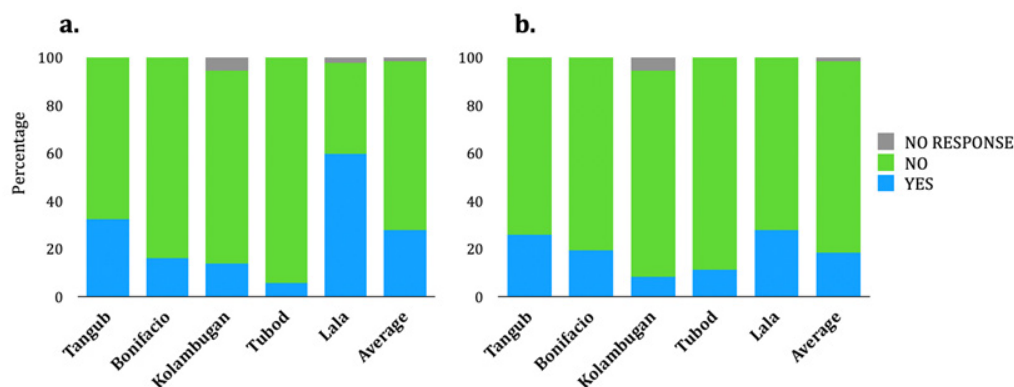 a.
Percentage
100
80
60
40
20
0
Tangub
Bonifacio
Kolambugan
Tubod
Lala
Average
b.
100
80
60
40
20
0
Tangub
Bonifacio
Kolambugan
Tubod
Lala
Average
NO RESPONSE
NO
YES